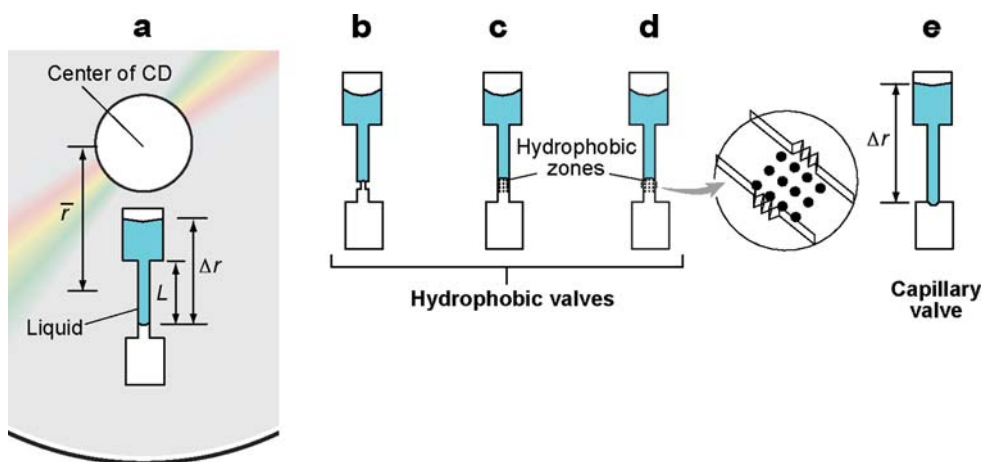 a
b
c
d
e
Center of CD
r̅
L
Δr
Liquid
Hydrophobic
zones
Hydrophobic valves
Δr
Capillary
valve